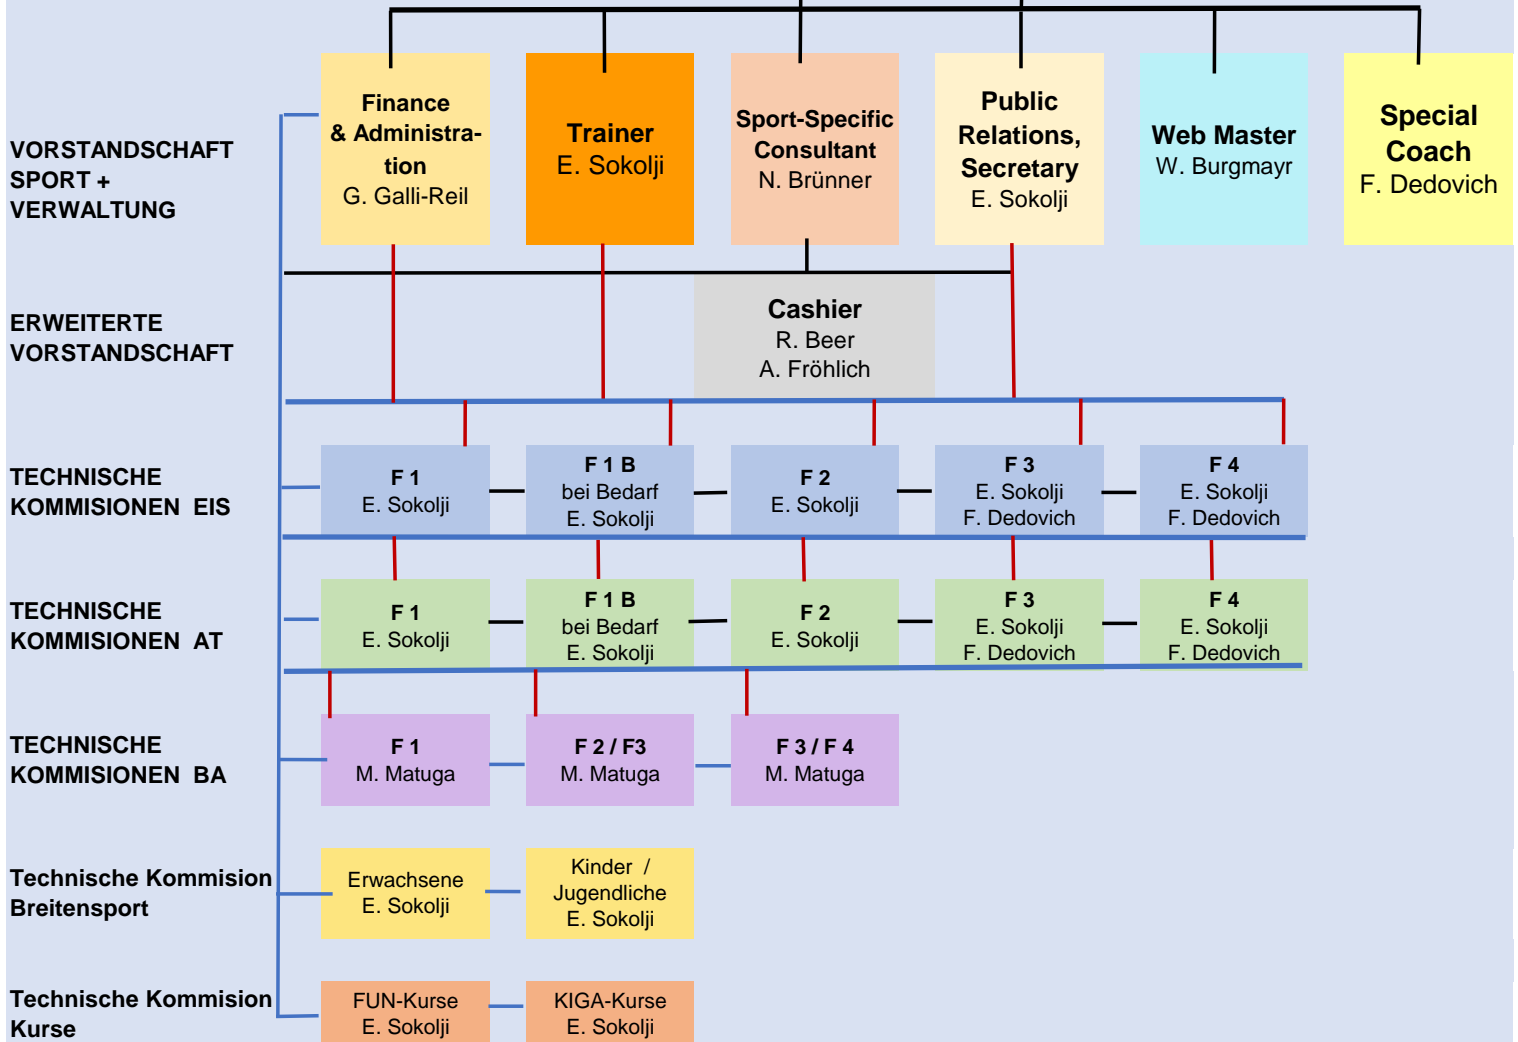 VORSTANDSCHAFT
SPORT +
VERWALTUNG
Finance
& Administra-
tion
G. Galli-Reil
Trainer
E. Sokolji
Sport-Specific
Consultant
N. Brünner
Public
Relations,
Secretary
E. Sokolji
Web Master
W. Burgmayr
Special
Coach
F. Dedovich
ERWEITERTE
VORSTANDSCHAFT
Cashier
R. Beer
A. Fröhlich
TECHNISCHE
KOMMISIONEN EIS
F 1
E. Sokolji
F 1 B
bei Bedarf
E. Sokolji
F 2
E. Sokolji
F 3
E. Sokolji
F. Dedovich
F 4
E. Sokolji
F. Dedovich
TECHNISCHE
KOMMISIONEN AT
F 1
E. Sokolji
F 1 B
bei Bedarf
E. Sokolji
F 2
E. Sokolji
F 3
E. Sokolji
F. Dedovich
F 4
E. Sokolji
F. Dedovich
TECHNISCHE
KOMMISIONEN BA
F 1
M. Matuga
F 2 / F3
M. Matuga
F 3 / F 4
M. Matuga
Technische Kommision
Breitensport
Erwachsene
E. Sokolji
Kinder /
Jugendliche
E. Sokolji
Technische Kommision
Kurse
FUN-Kurse
E. Sokolji
KIGA-Kurse
E. Sokolji